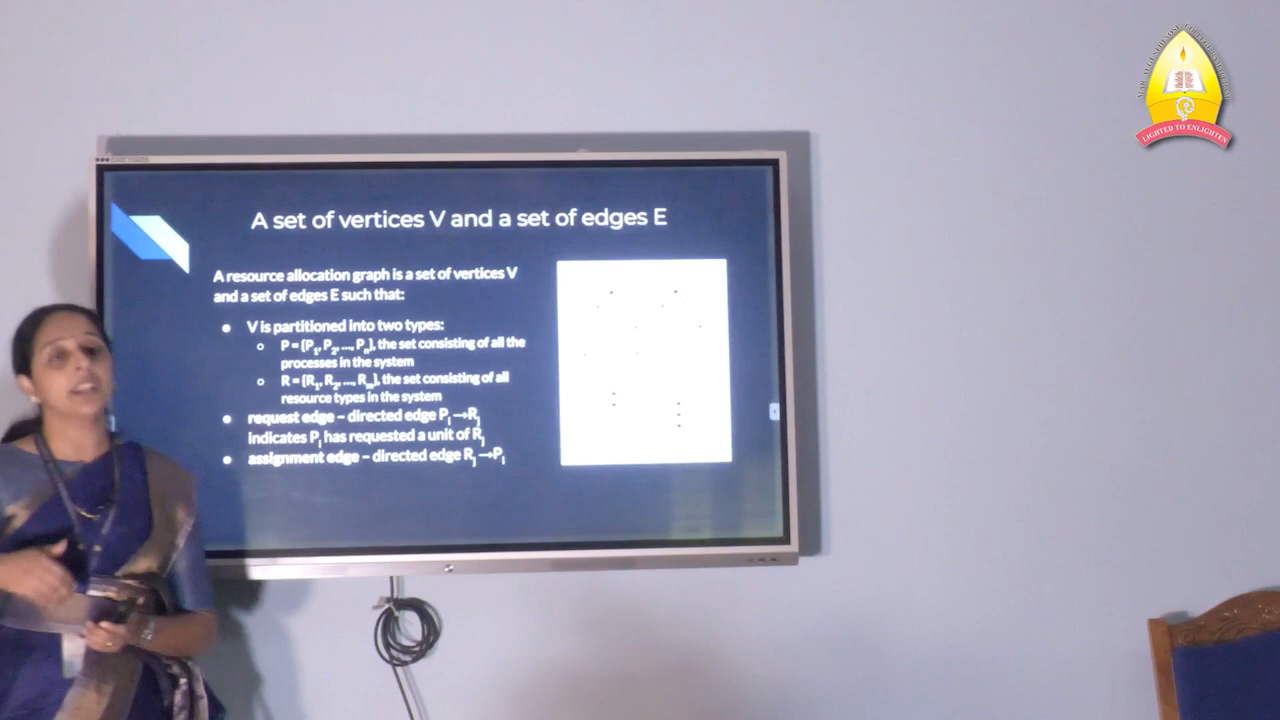 A set of vertices V and a set of edges E
A resource allocation graph is a set of vertices V
and a set of edges E such that:
● V is partitioned into two types:
○ P = {P1, P2, ..., Pn}, the set consisting of all the
processes in the system
○ R = {R1, R2, ..., Rm}, the set consisting of all
resource types in the system
● request edge – directed edge Pi →Rj
indicates Pi has requested a unit of Rj
● assignment edge – directed edge Rj →Pi
LIGHTED TO ENLIGHTEN